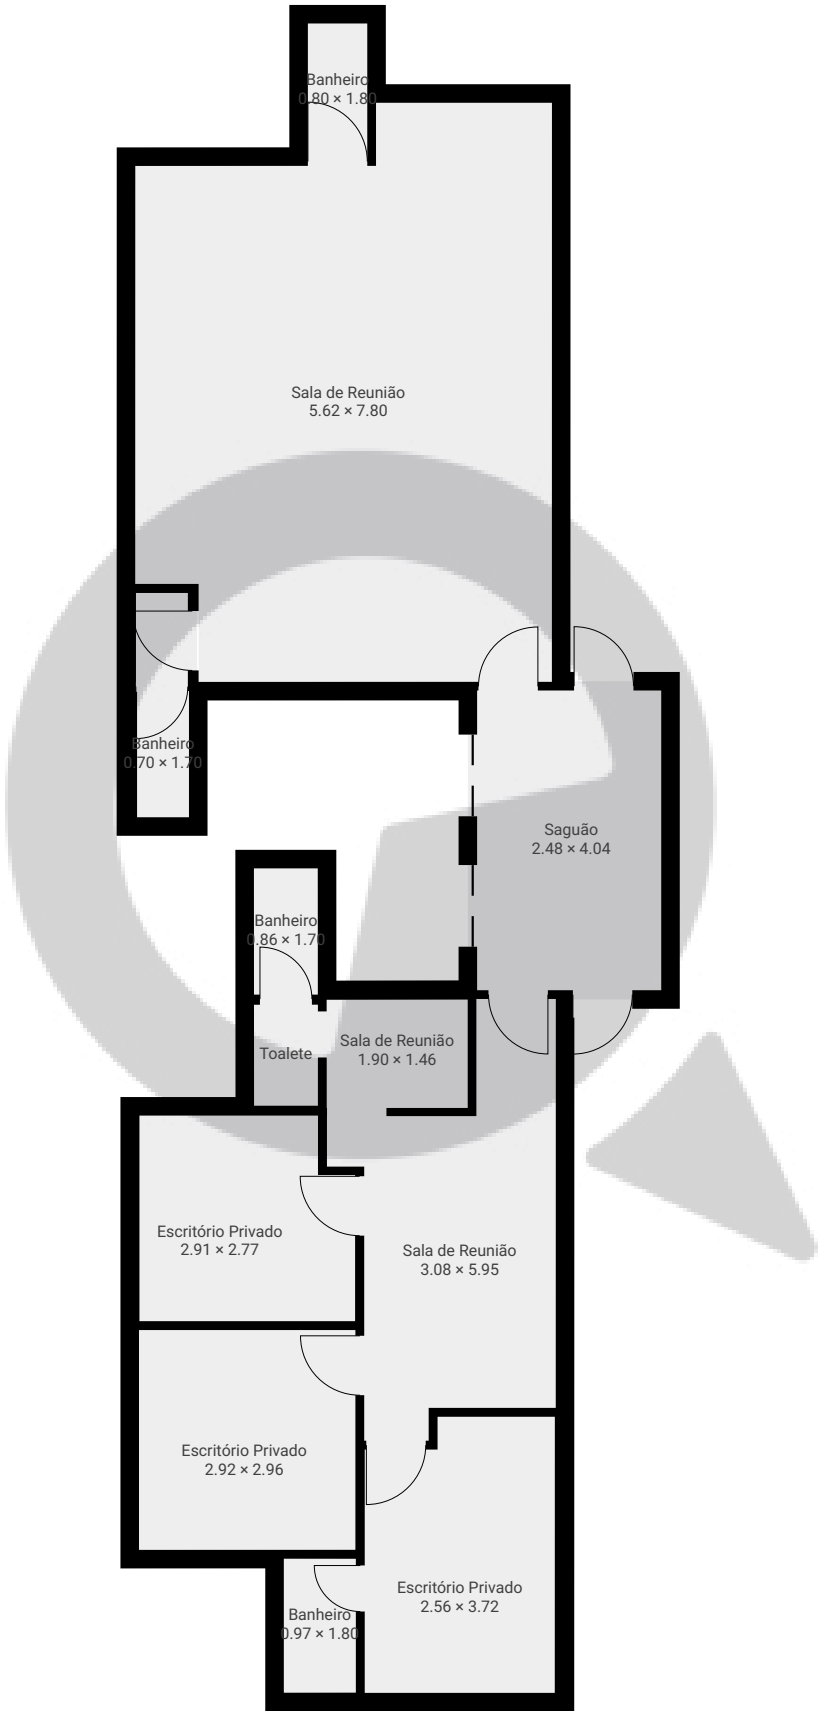 Banheiro
0.80 × 1.80
Sala de Reunião
5.62 × 7.80
Banheiro
0.70 × 1.70
Saguão
2.48 × 4.04
Banheiro
0.86 × 1.70
Toalete
Sala de Reunião
1.90 × 1.46
Escritório Privado
2.91 × 2.77
Sala de Reunião
3.08 × 5.95
Escritório Privado
2.92 × 2.96
Escritório Privado
2.56 × 3.72
Banheiro
0.97 × 1.80